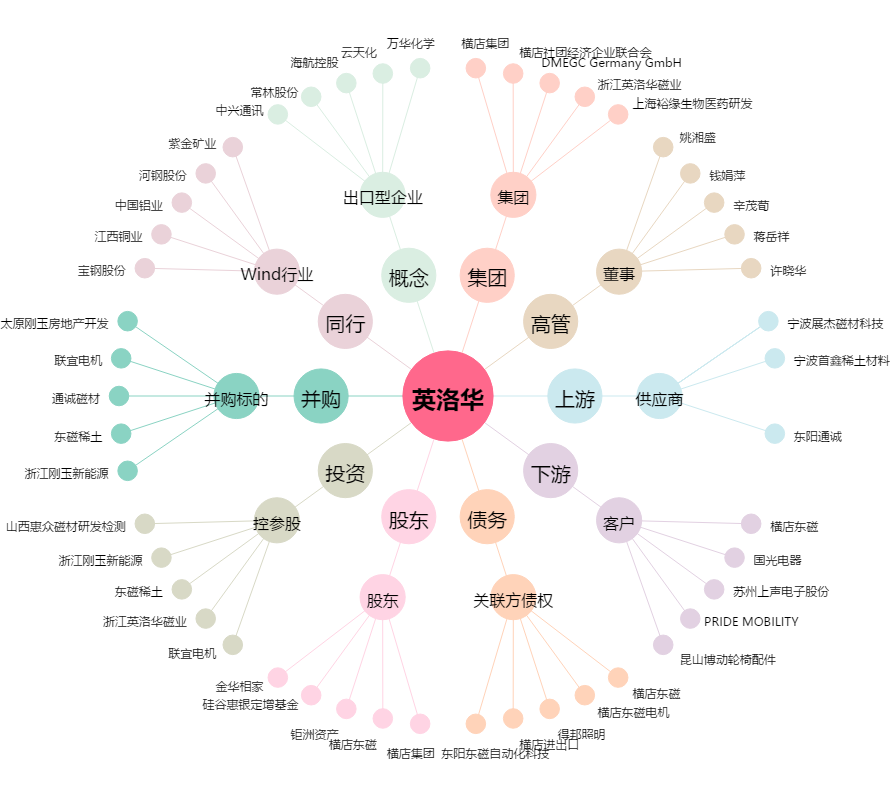 万华化学
横店集团
云天化
横店社团经济企业联合会
海航控股
DMEGC Germany GmbH
常林股份
浙江英洛华磁业
中兴通讯
上海裕缘生物医药研发
紫金矿业
姚湘盛
河钢股份
钱娟萍
出口型企业
集团
中国铝业
辛茂荀
江西铜业
蒋岳祥
宝钢股份
Wind行业
概念
集团
董事
许晓华
太原刚玉房地产开发
同行
高管
宁波展杰磁材科技
联宜电机
宁波首鑫稀土材料
通诚磁材
并购标的
并购
英洛华
上游
供应商
东磁稀土
东阳通诚
浙江刚玉新能源
投资
下游
山西惠众磁材研发检测
控参股
股东
债务
客户
横店东磁
浙江刚玉新能源
国光电器
东磁稀土
苏州上声电子股份
股东
关联方债权
浙江英洛华磁业
PRIDE MOBILITY
联宜电机
昆山博动轮椅配件
金华相家
横店东磁
硅谷惠银定增基金
横店东磁电机
钜洲资产
得邦照明
横店东磁
横店进出口
横店集团
东阳东磁自动化科技